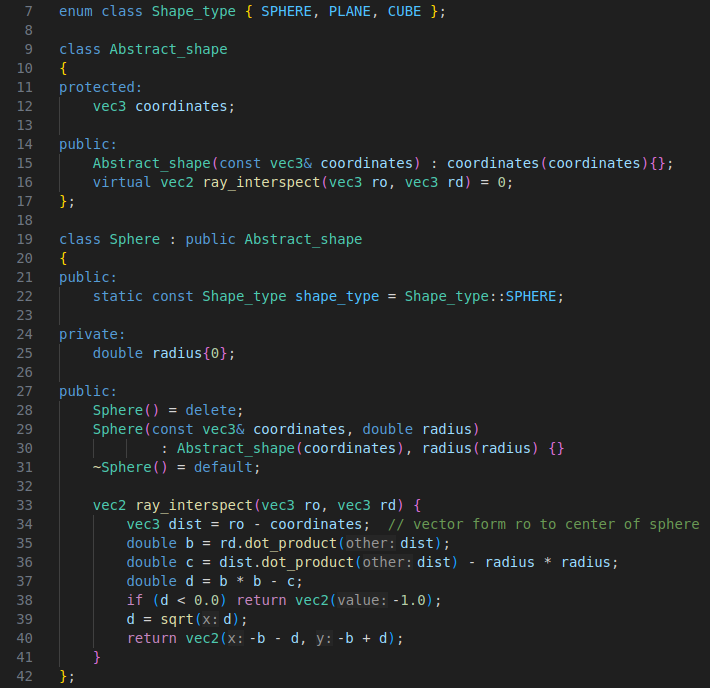 7 enum class Shape_type { SPHERE, PLANE, CUBE };
8
9 class Abstract_shape
10 {
11 protected:
12     vec3 coordinates;
13
14 public:
15     Abstract_shape(const vec3& coordinates) : coordinates(coordinates){};
16     virtual vec2 ray_interspect(vec3 ro, vec3 rd) = 0;
17 };
18
19 class Sphere : public Abstract_shape
20 {
21 public:
22     static const Shape_type shape_type = Shape_type::SPHERE;
23
24 private:
25     double radius{0};
26
27 public:
28     Sphere() = delete;
29     Sphere(const vec3& coordinates, double radius)
30             : Abstract_shape(coordinates), radius(radius) {}
31     ~Sphere() = default;
32
33     vec2 ray_interspect(vec3 ro, vec3 rd) {
34         vec3 dist = ro - coordinates;  // vector form ro to center of sphere
35         double b = rd.dot_product(other: dist);
36         double c = dist.dot_product(other: dist) - radius * radius;
37         double d = b * b - c;
38         if (d < 0.0) return vec2(value: -1.0);
39         d = sqrt(x: d);
40         return vec2(x: -b - d, y: -b + d);
41     }
42 };